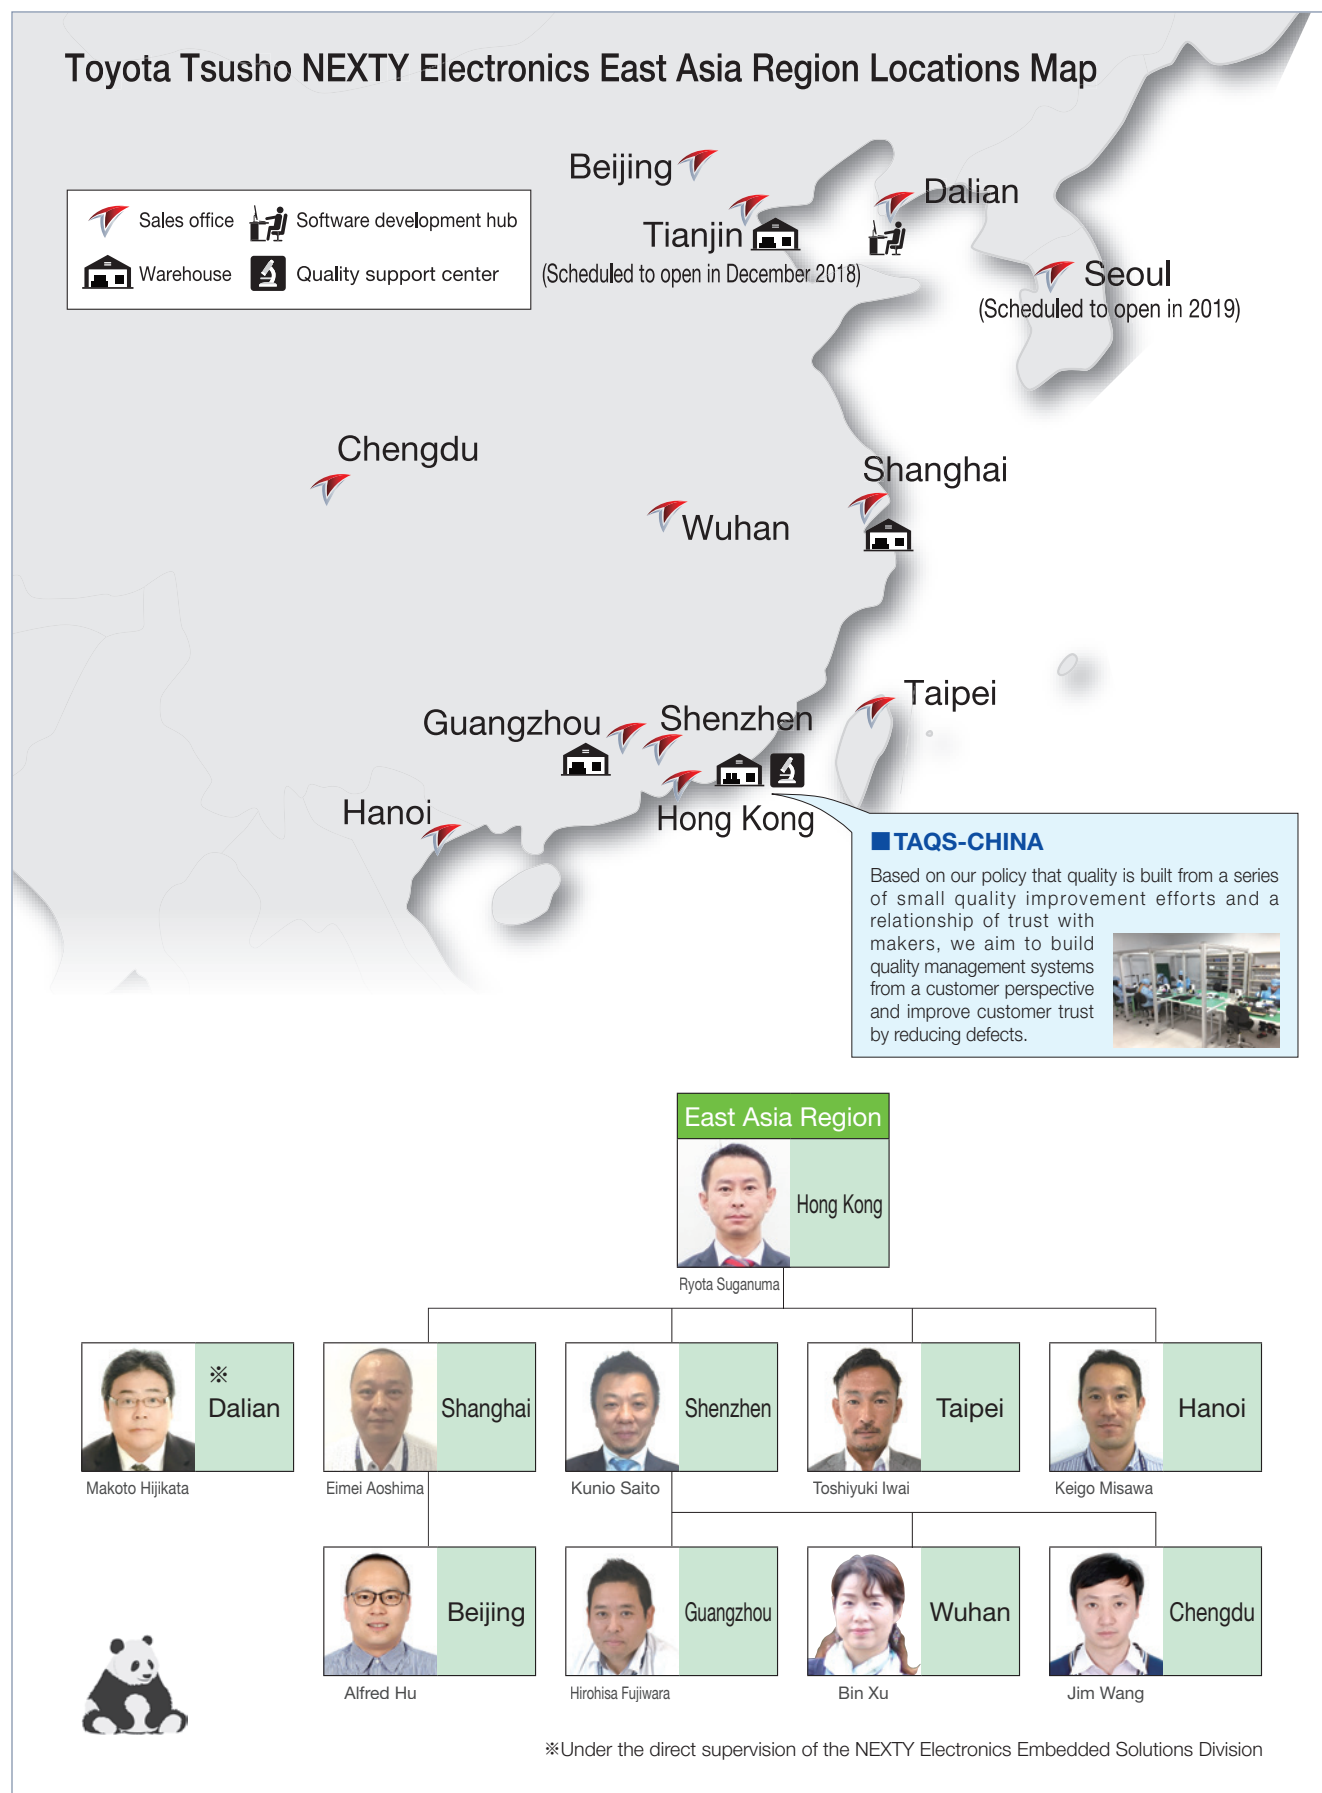 Toyota Tsusho NEXTY Electronics East Asia Region Locations Map
Beijing
Sales office
Software development hub
Warehouse
Quality support center
Tianjin
(Scheduled to open in December 2018)
Dalian
Seoul
(Scheduled to open in 2019)
Chengdu
Shanghai
Wuhan
Taipei
Guangzhou
Shenzhen
Hanoi
Hong Kong
■TAQS-CHINA
Based on our policy that quality is built from a series
of small quality improvement efforts and a
relationship of trust with
makers, we aim to build
quality management systems
from a customer perspective
and improve customer trust
by reducing defects.
East Asia Region
Hong Kong
Ryota Suganuma
※
Dalian
Shanghai
Shenzhen
Taipei
Hanoi
Makoto Hijikata
Eimei Aoshima
Kunio Saito
Toshiyuki Iwai
Keigo Misawa
Beijing
Guangzhou
Wuhan
Chengdu
Alfred Hu
Hirohisa Fujiwara
Bin Xu
Jim Wang
※Under the direct supervision of the NEXTY Electronics Embedded Solutions Division